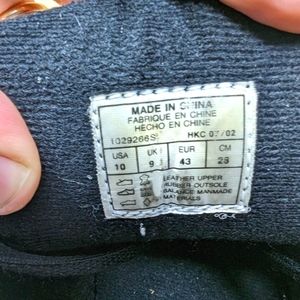 MADE IN CHINA
FABRIQUE EN CHINE
HECHO EN CHINE
1029266S HKC 07/02
USA UK EUR CM
10 9 43 28
LEATHER UPPER
RUBBER OUTSOLE
BALANCE MANMADE
MATERIALS